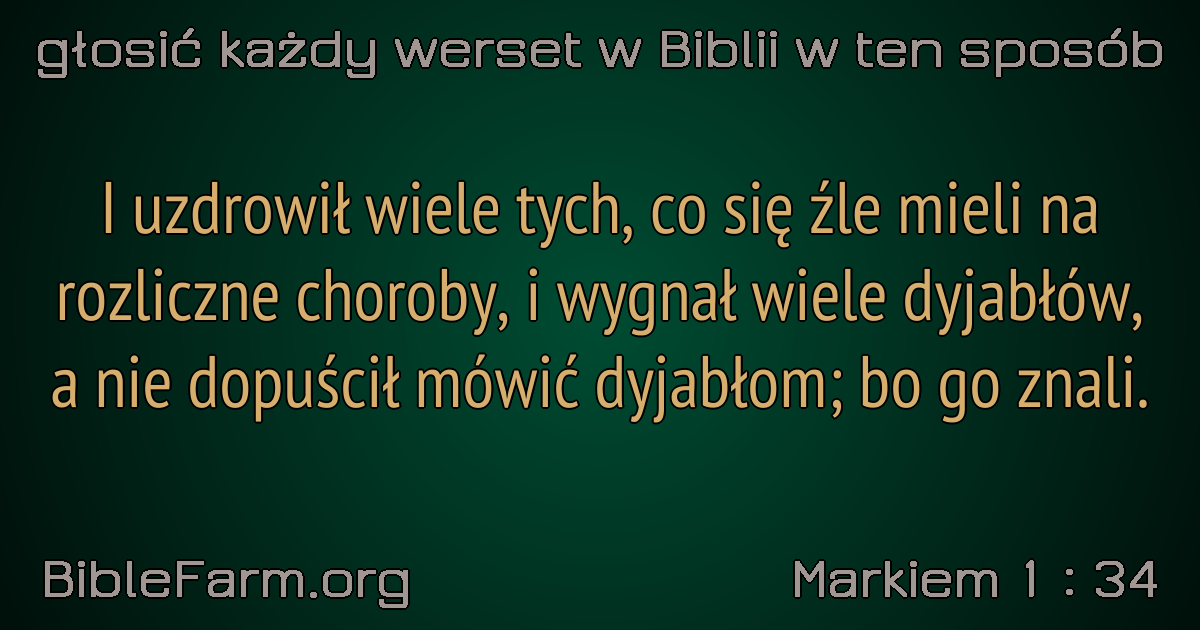 głosić każdy werset w Biblii w ten sposób
I uzdrowił wiele tych, co się źle mieli na
rozliczne choroby, i wygnał wiele dyjabłów,
a nie dopuścił mówić dyjabłom; bo go znali.
BibleFarm.org
Markiem 1 : 34